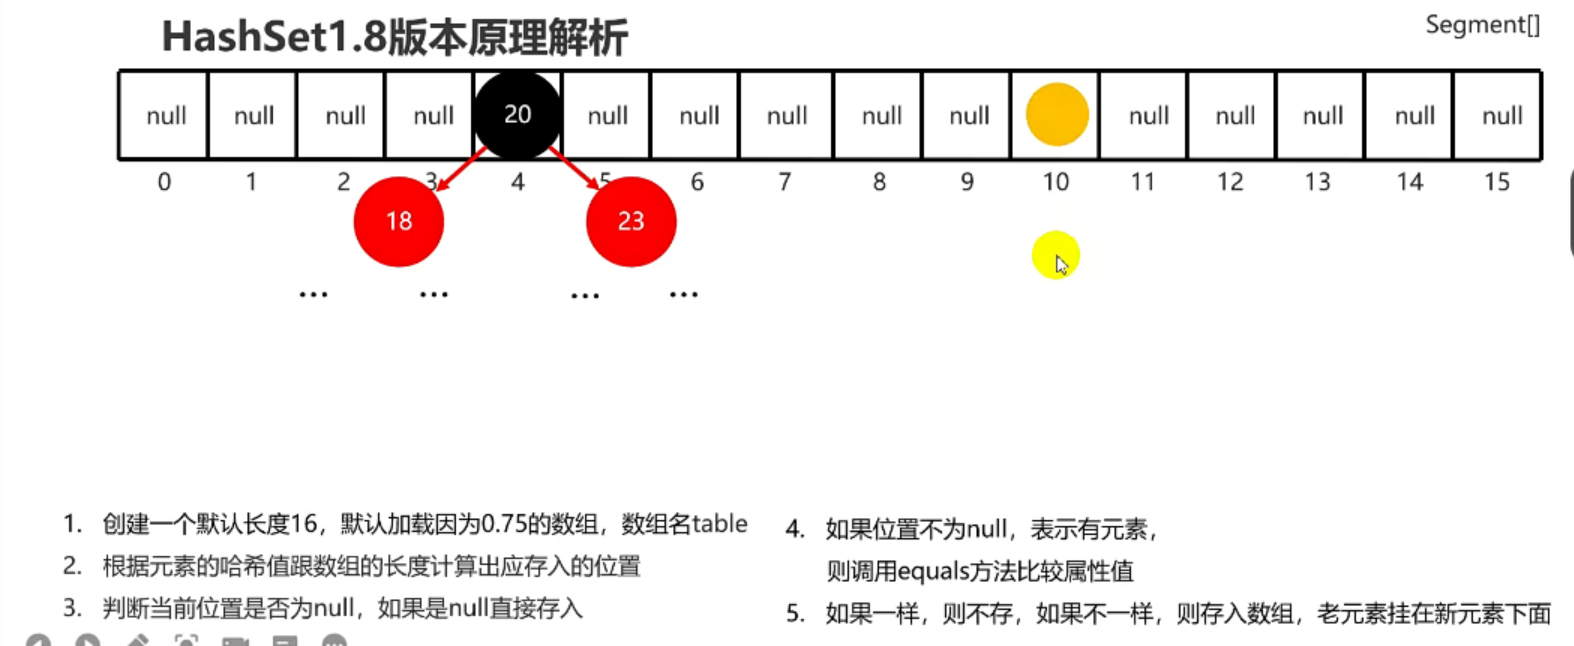 HashSet1.8版本原理解析
Segment[]
null null null null 20 null null null null null null null null null null
0 1 2 3 4 5 6 7 8 9 10 11 12 13 14 15
18 23
... ... ... ...
1. 创建一个默认长度16，默认加载因为0.75的数组，数组名table
2. 根据元素的哈希值跟数组的长度计算出应存入的位置
3. 判断当前位置是否为null，如果是null直接存入
4. 如果位置不为null，表示有元素，
则调用equals方法比较属性值
5. 如果一样，则不存，如果不一样，则存入数组，老元素挂在新元素下面